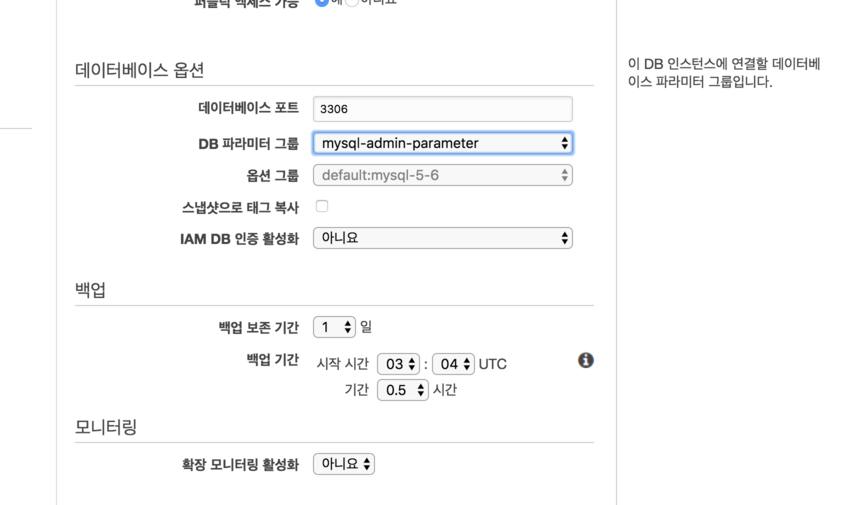 퍼블릭 액세스 가능 예 아니요
데이터베이스 옵션
데이터베이스 포트 3306
DB 파라미터 그룹 mysql-admin-parameter
옵션 그룹 default:mysql-5-6
스냅샷으로 태그 복사
IAM DB 인증 활성화 아니요
백업
백업 보존 기간 1 일
백업 기간 시작 시간 03 : 04 UTC
기간 0.5 시간
모니터링
확장 모니터링 활성화 아니요
이 DB 인스턴스에 연결할 데이터베
이스 파라미터 그룹입니다.